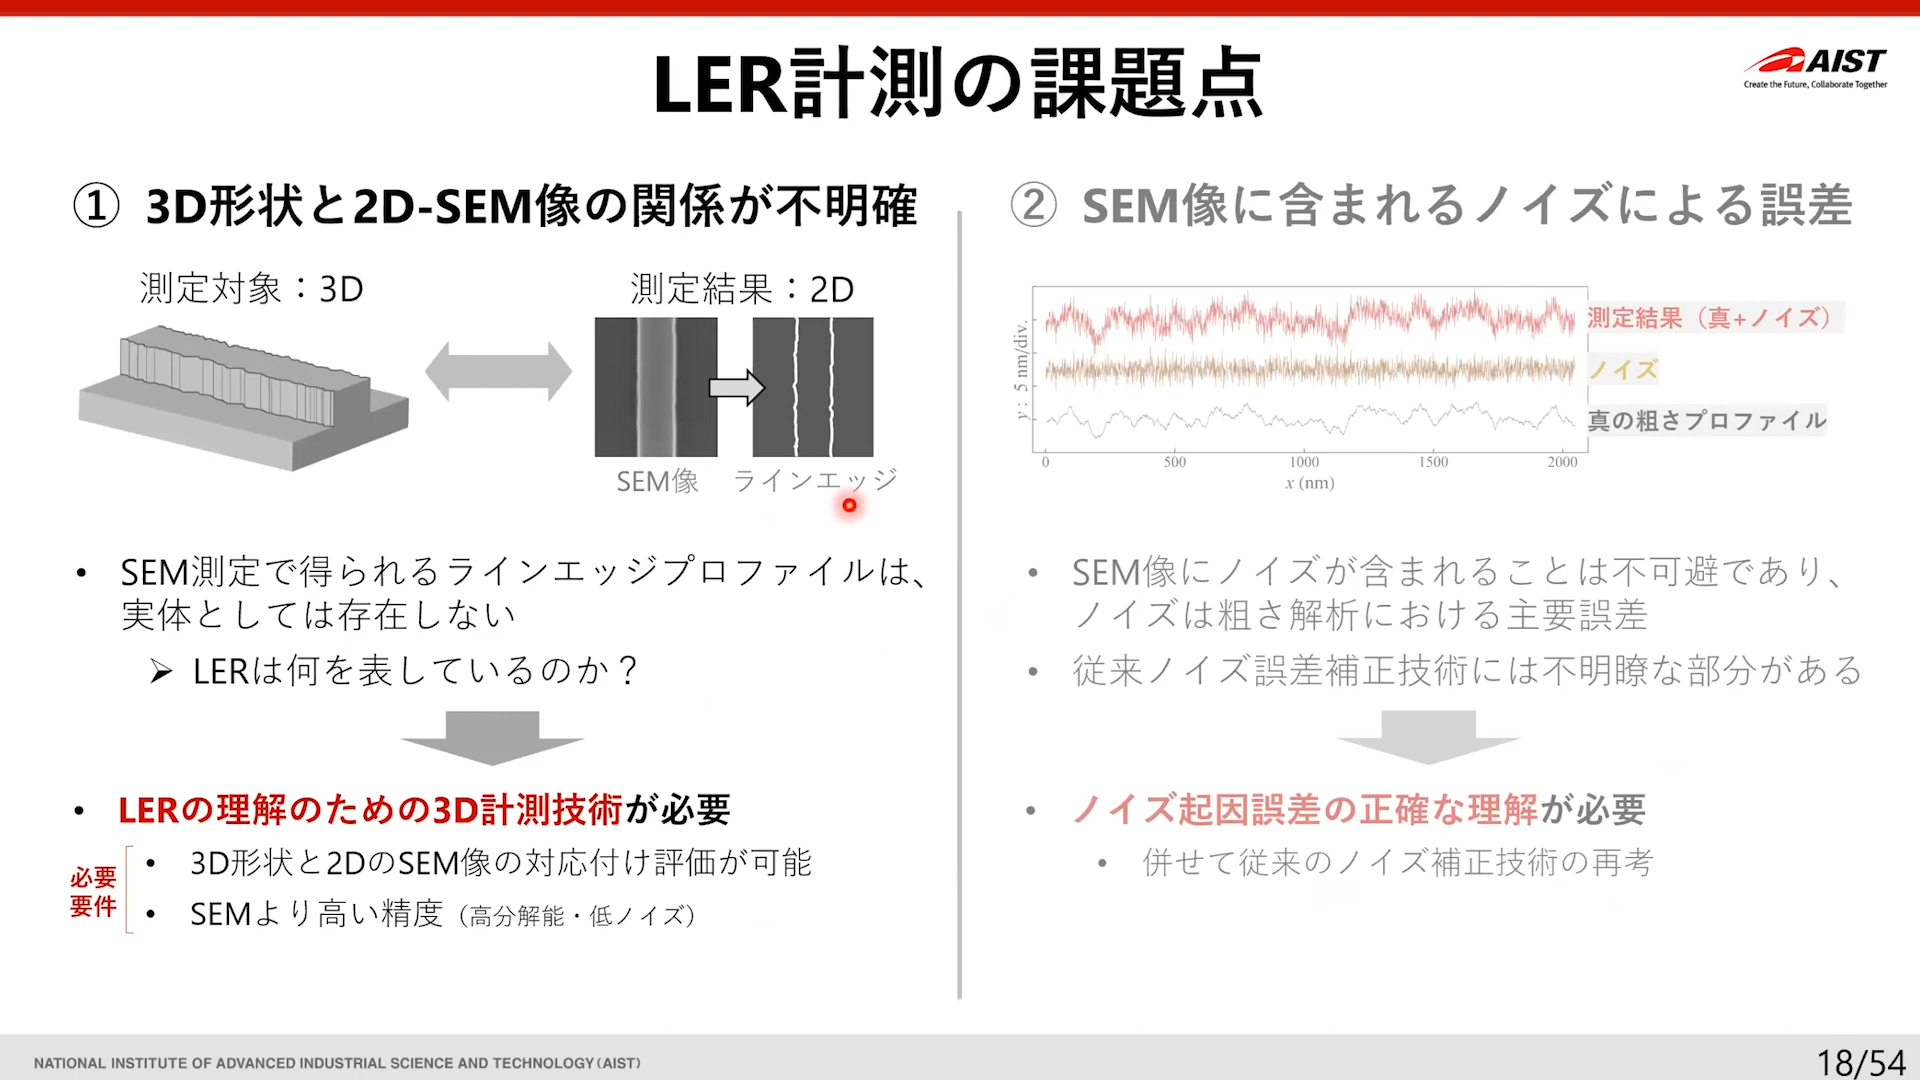 LER計測の課題点
AIST
Create the Future, Collaborate Together
① 3D形状と2D-SEM像の関係が不明確
測定対象：3D
測定結果：2D
SEM像
ラインエッジ
• SEM測定で得られるラインエッジプロファイルは、
実体としては存在しない
➢ LERは何を表しているのか？
• LERの理解のための3D計測技術が必要
必要
要件
• 3D形状と2DのSEM像の対応付け評価が可能
• SEMより高い精度（高分解能・低ノイズ）
② SEM像に含まれるノイズによる誤差
y : 5 nm/div.
測定結果（真+ノイズ）
ノイズ
真の粗さプロファイル
0 500 1000 1500 2000
x (nm)
• SEM像にノイズが含まれることは不可避であり、
ノイズは粗さ解析における主要誤差
• 従来ノイズ誤差補正技術には不明瞭な部分がある
• ノイズ起因誤差の正確な理解が必要
• 併せて従来のノイズ補正技術の再考
NATIONAL INSTITUTE OF ADVANCED INDUSTRIAL SCIENCE AND TECHNOLOGY (AIST)
18/54